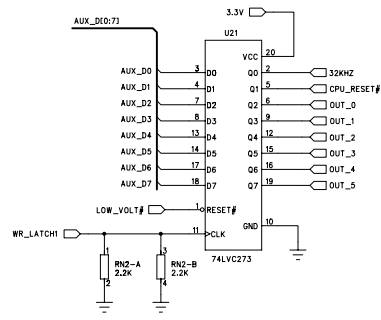 AUX_D[0:7]
3.3V
U21
VCC 20
AUX_D0 3 D0 Q0 2 32KHZ
AUX_D1 4 D1 Q1 5 CPU_RESET#
AUX_D2 7 D2 Q2 6 OUT_0
AUX_D3 8 D3 Q3 9 OUT_1
AUX_D4 13 D4 Q4 12 OUT_2
AUX_D5 14 D5 Q5 15 OUT_3
AUX_D6 17 D6 Q6 16 OUT_4
AUX_D7 18 D7 Q7 19 OUT_5
LOW_VOLT# 1 RESET#
GND 10
WR_LATCH1 11 CLK
74LVC273
1 RN2-A 2.2K 2
3 RN2-B 2.2K 4